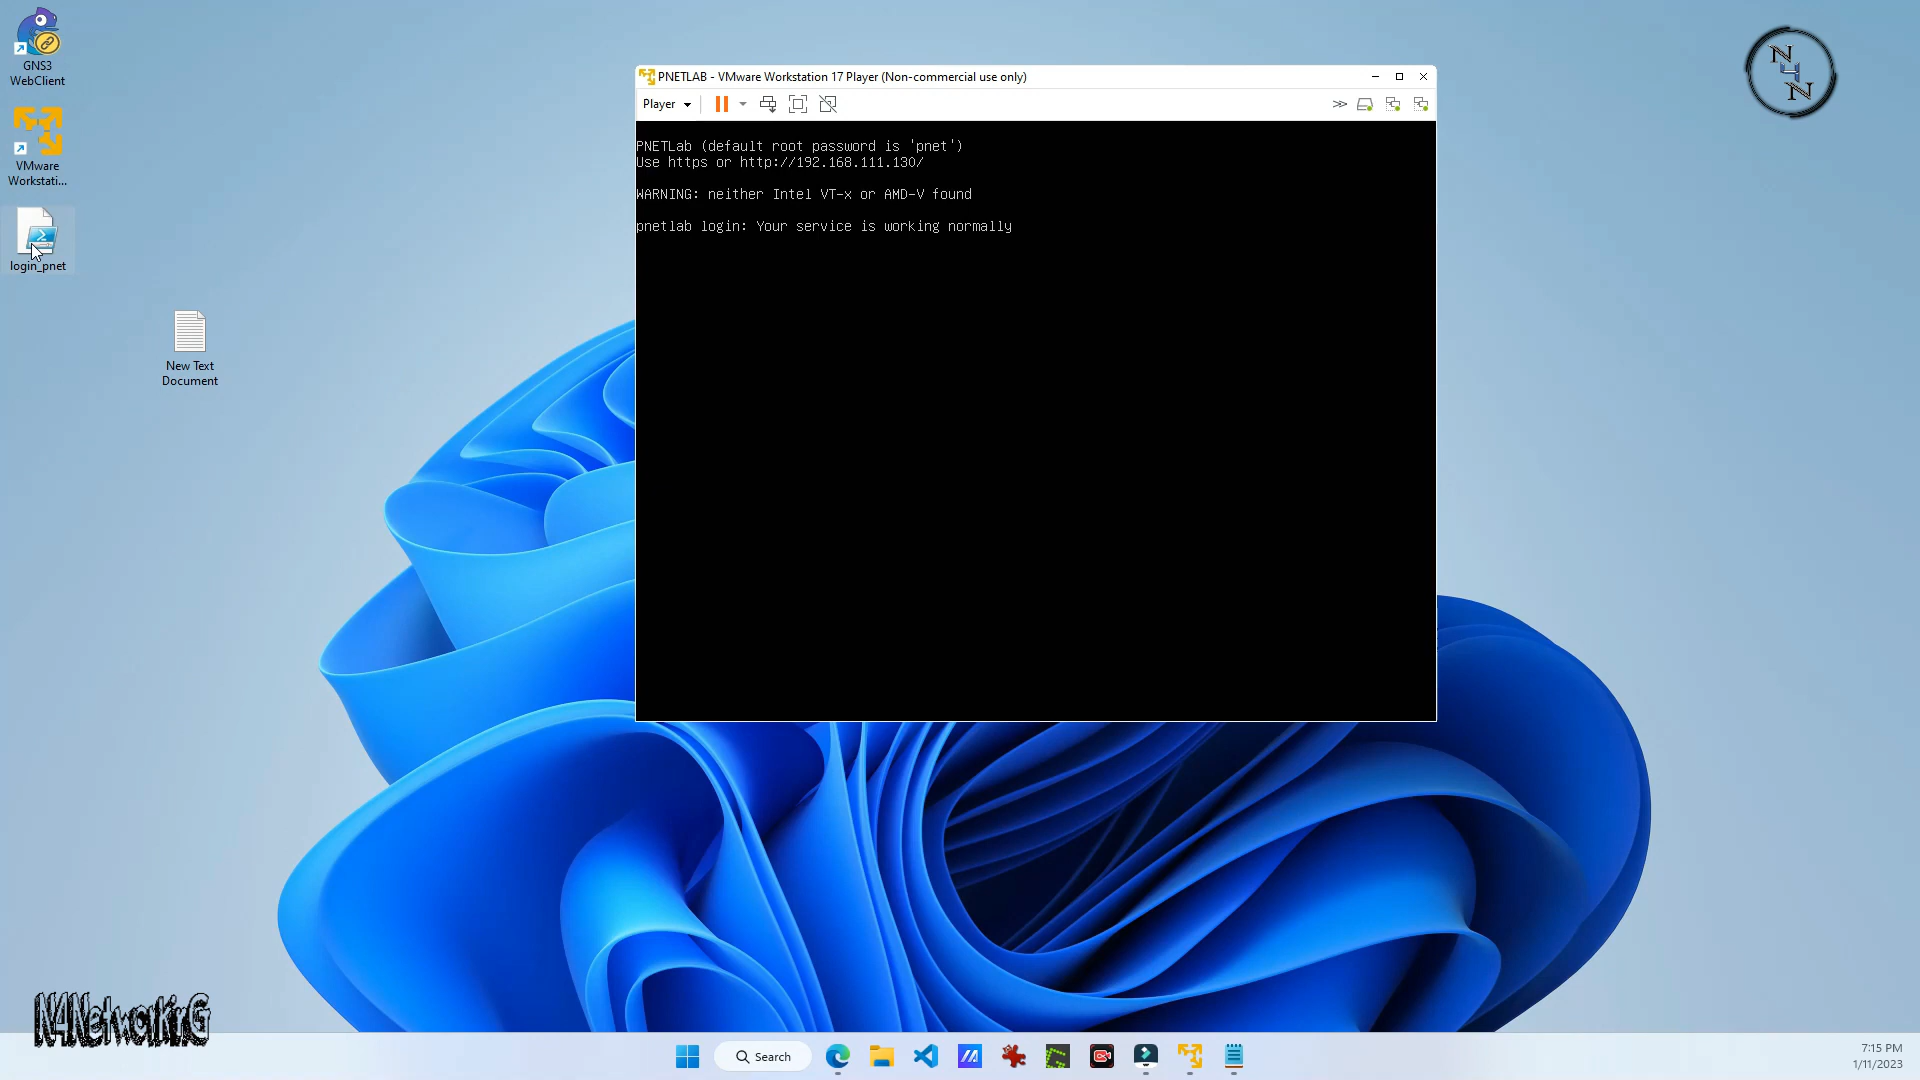 GNS3
WebClient
VMware
Workstati...
login_pnet
New Text
Document
PNETLAB - VMware Workstation 17 Player (Non-commercial use only)
Player
PNETLab (default root password is 'pnet')
Use https or http://192.168.111.130/
WARNING: neither Intel VT-x or AMD-V found
pnetlab login: Your service is working normally
N4N
N4NetworkinG
Search
7:15 PM
1/11/2023